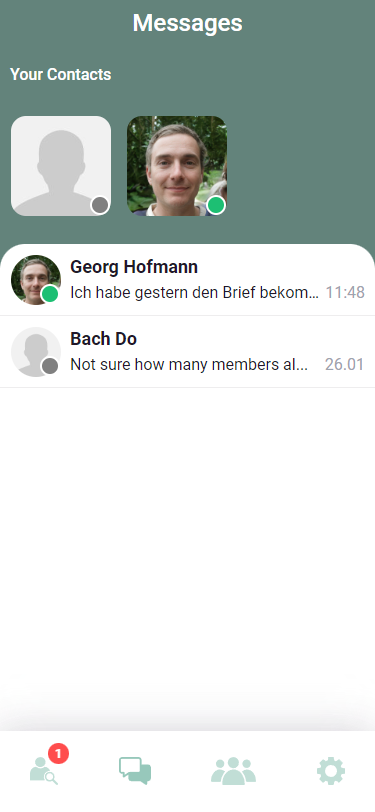 Messages
Your Contacts
Georg Hofmann
Ich habe gestern den Brief bekom... 11:48
Bach Do
Not sure how many members al... 26.01
1